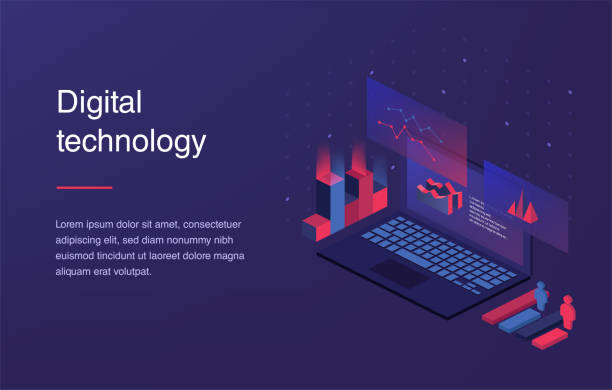 Digital
technology
Lorem ipsum dolor sit amet, consectetuer
adipiscing elit, sed diam nonummy nibh
euismod tincidunt ut laoreet dolore magna
aliquam erat volutpat.